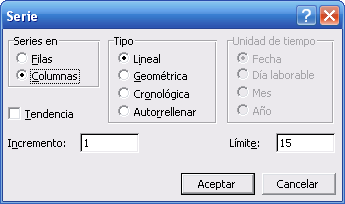 Serie
Series en
Filas
Columnas
Tendencia
Tipo
Lineal
Geométrica
Cronológica
Autorrellenar
Unidad de tiempo
Fecha
Día laborable
Mes
Año
Incremento: 1
Límite: 15
Aceptar
Cancelar